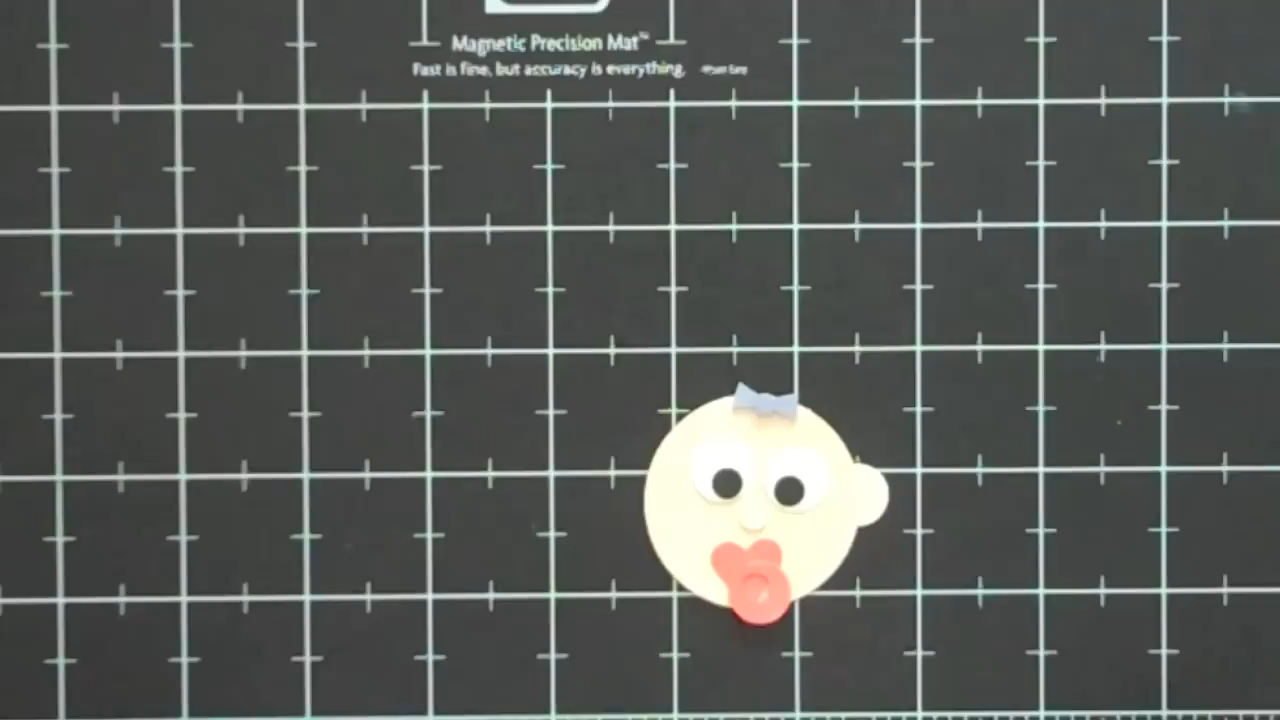 Magnetic Precision Mat™
Fast is fine, but accuracy is everything.